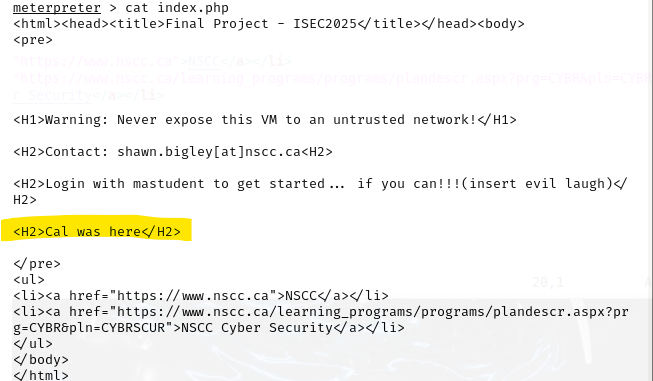 meterpreter > cat index.php
<html><head><title>Final Project - ISEC2025</title></head><body>
<pre>
"https://www.nscc.ca">NSCC</a></li>
"https://www.nscc.ca/learning_programs/programs/plandescr.aspx?prg=CYBR&pln=CYBR
r Security</a></li>
<H1>Warning: Never expose this VM to an untrusted network!</H1>
<H2>Contact: shawn.bigley[at]nscc.ca<H2>
<H2>Login with mastudent to get started... if you can!!!(insert evil laugh)</
H2>
<H2>Cal was here</H2>
</pre>
<ul>
26,1
<li><a href="https://www.nscc.ca">NSCC</a></li>
<li><a href="https://www.nscc.ca/learning_programs/programs/plandescr.aspx?pr
g=CYBR&pln=CYBRSCUR">NSCC Cyber Security</a></li>
</ul>
</body>
</html>